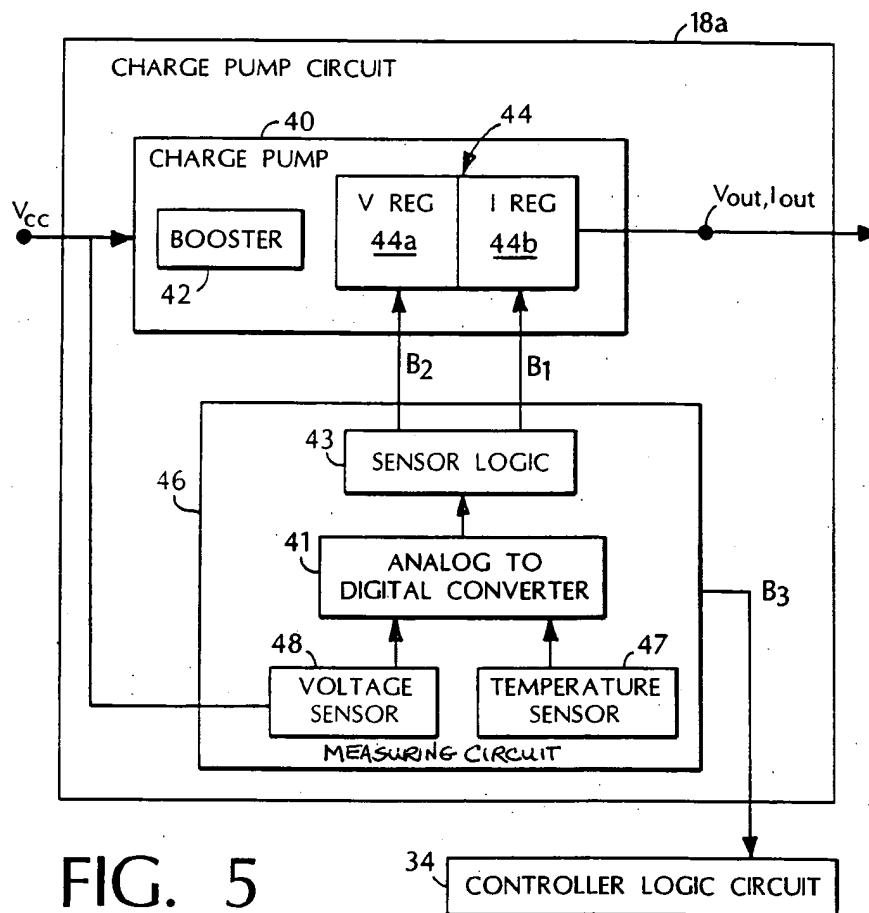 18a
CHARGE PUMP CIRCUIT
40
44
CHARGE PUMP
VCC
BOOSTER
42
V REG
44a
I REG
44b
Vout, Iout
B2
B1
43
SENSOR LOGIC
46
41
ANALOG TO
DIGITAL CONVERTER
B3
48
VOLTAGE
SENSOR
47
TEMPERATURE
SENSOR
MEASURING CIRCUIT
FIG. 5
34
CONTROLLER LOGIC CIRCUIT